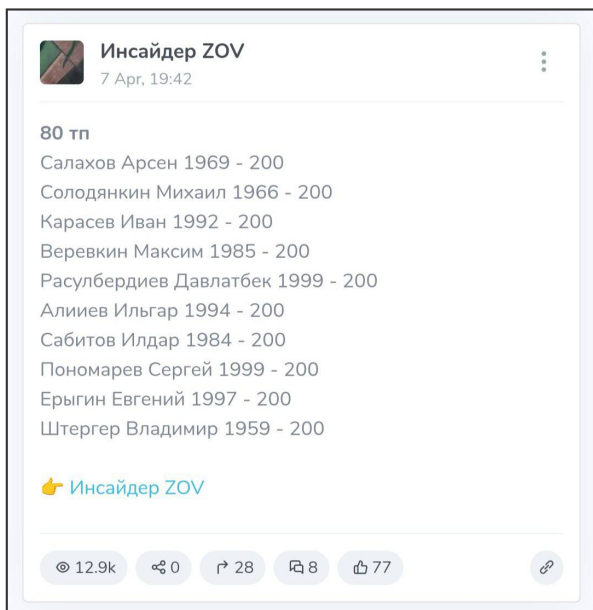 Инсайдер ZOV
7 Apr, 19:42
80 тп
Салахов Арсен 1969 - 200
Солодянкин Михаил 1966 - 200
Карасев Иван 1992 - 200
Веревкин Максим 1985 - 200
Расулбердиев Давлатбек 1999 - 200
Алииев Ильгар 1994 - 200
Сабитов Илдар 1984 - 200
Пономарев Сергей 1999 - 200
Ерыгин Евгений 1997 - 200
Штергер Владимир 1959 - 200
👉 Инсайдер ZOV
12.9k 0 28 8 77